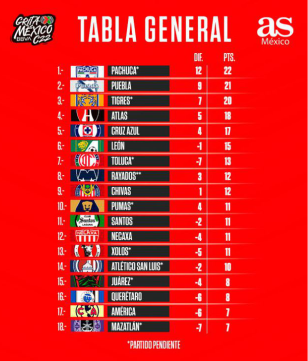 GRITA
MÉXICO
BBVA C22
TABLA GENERAL
as
México
DIF. PTS.
1.- PACHUCA* 12 22
2.- PUEBLA 9 21
3.- TIGRES* 7 20
4.- ATLAS 5 18
5.- CRUZ AZUL 4 17
6.- LEÓN -1 15
7.- TOLUCA* -7 13
8.- RAYADOS** 3 12
9.- CHIVAS 1 12
10.- PUMAS* 4 11
11.- SANTOS -2 11
12.- NECAXA -4 11
13.- XOLOS* -5 11
14.- ATLÉTICO SAN LUIS* -2 10
15.- JUÁREZ* -4 8
16.- QUERÉTARO -6 8
17.- AMÉRICA -6 7
18.- MAZATLÁN* -7 7
*PARTIDO PENDIENTE